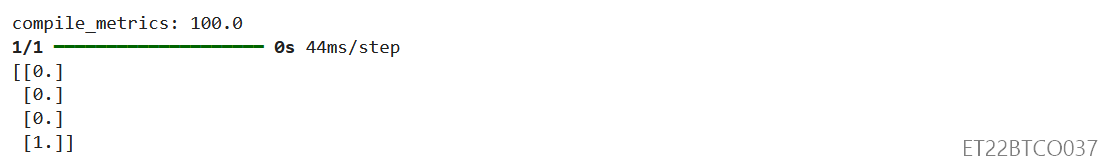 compile_metrics: 100.0
1/1 ━━━━━━━━━━━━━━━━━━━━ 0s 44ms/step
[[0.]
 [0.]
 [0.]
 [1.]]
ET22BTCO037